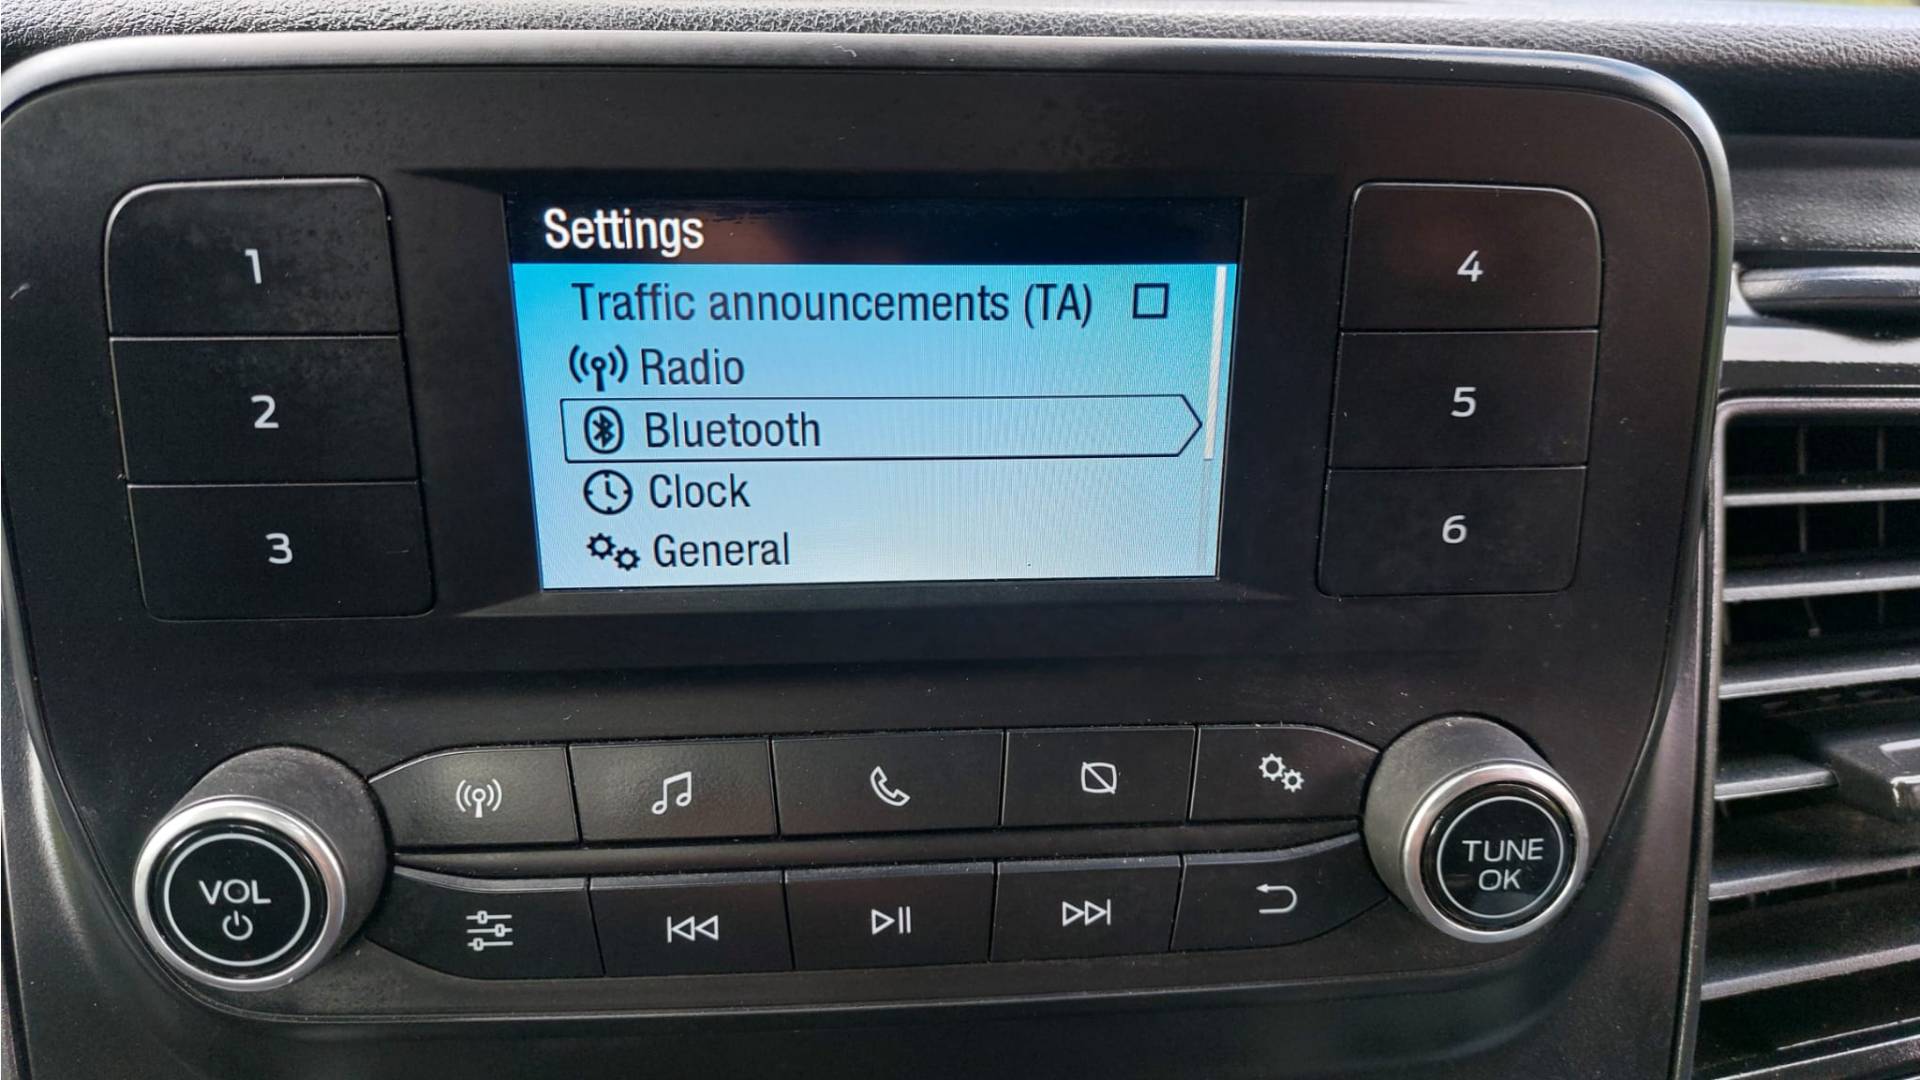 Settings
Traffic announcements (TA)
Radio
Bluetooth
Clock
General
1
2
3
4
5
6
VOL
TUNE
OK